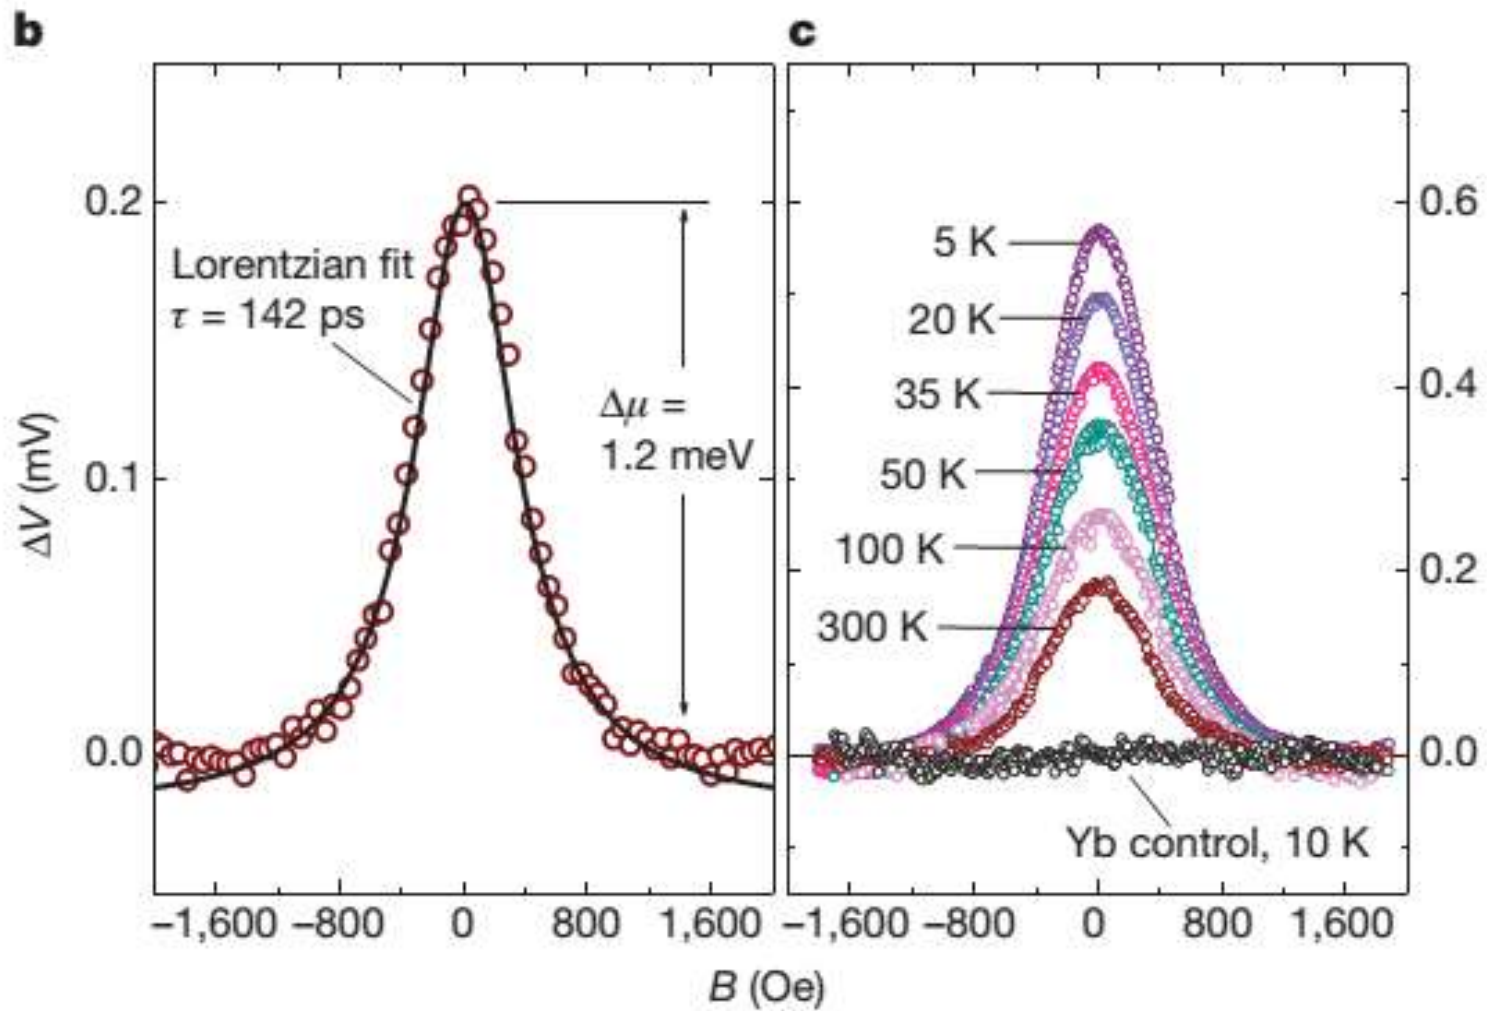 b
c
0.2
0.1
0.0
ΔV (mV)
Lorentzian fit
τ = 142 ps
Δμ =
1.2 meV
−1,600 −800 0 800 1,600
5 K
20 K
35 K
50 K
100 K
300 K
Yb control, 10 K
0.6
0.4
0.2
0.0
−1,600 −800 0 800 1,600
B (Oe)